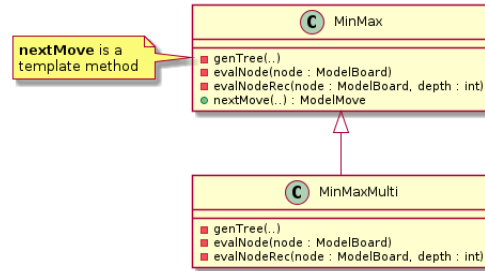 C MinMax
nextMove is a
template method
genTree(..)
evalNode(node : ModelBoard)
evalNodeRec(node : ModelBoard, depth : int)
nextMove(..) : ModelMove
C MinMaxMulti
genTree(..)
evalNode(node : ModelBoard)
evalNodeRec(node : ModelBoard, depth : int)